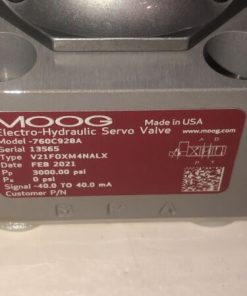 MOOG
Made in USA
Electro-Hydraulic Servo Valve
www.moog.com
Model -760C928A
Serial 13565
Type V21FOXM4NALX
Date FEB 2021
Pp 3000.00 psi
Px 0 psi
Signal -40.0 TO 40.0 mA
Customer P/N
A B
P T
B P A